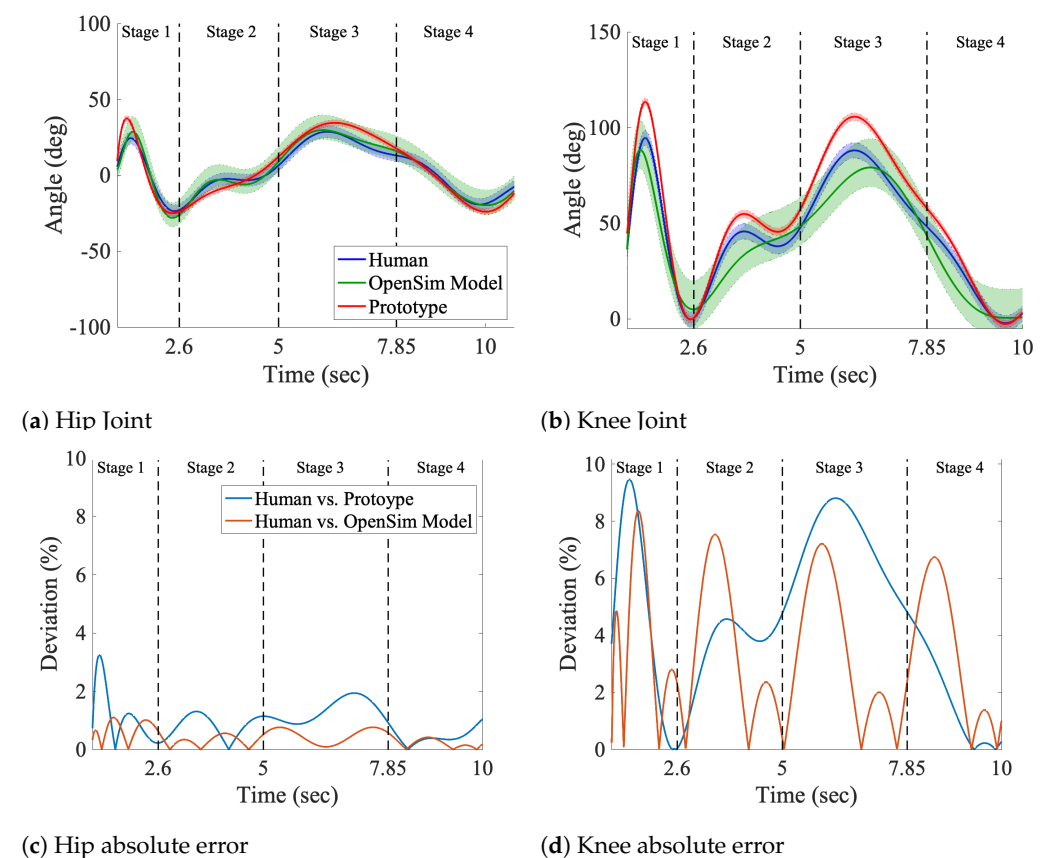 100
Stage 1
Stage 2
Stage 3
Stage 4
50
0
-50
-100
Angle (deg)
Human
OpenSim Model
Prototype
2.6
5
7.85
10
Time (sec)
(a) Hip Joint
150
Stage 1
Stage 2
Stage 3
Stage 4
100
50
0
Angle (deg)
2.6
5
7.85
10
Time (sec)
(b) Knee Joint
10
Stage 1
Stage 2
Stage 3
Stage 4
8
6
4
2
0
Deviation (%)
Human vs. Protoype
Human vs. OpenSim Model
2.6
5
7.85
10
Time (sec)
(c) Hip absolute error
10
Stage 1
Stage 2
Stage 3
Stage 4
8
6
4
2
0
Deviation (%)
2.6
5
7.85
10
Time (sec)
(d) Knee absolute error